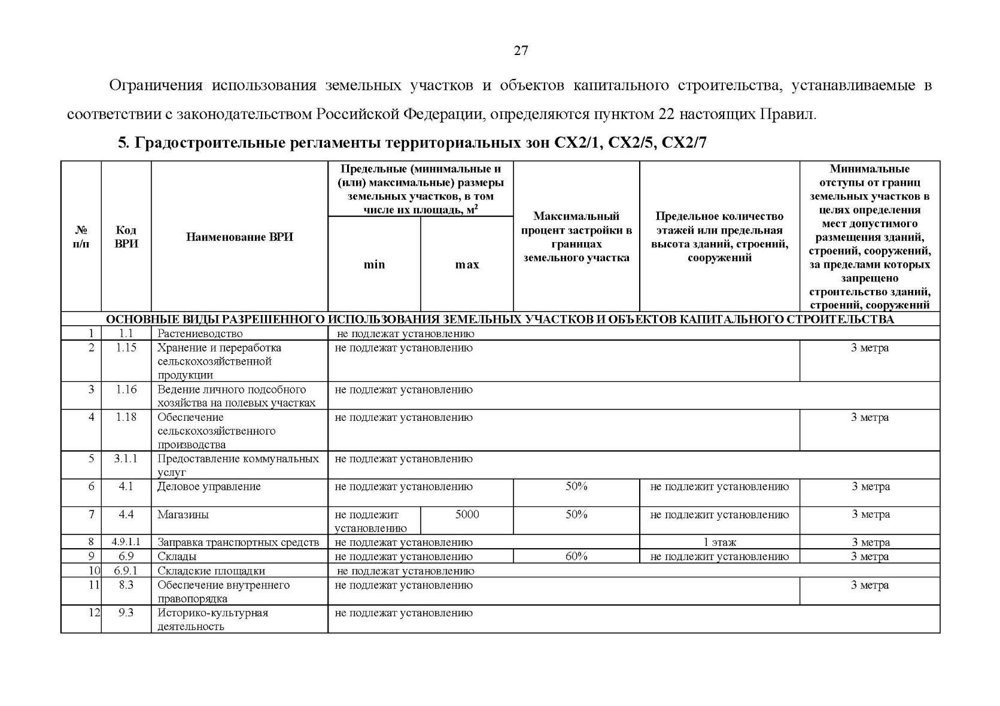 27
Ограничения использования земельных участков и объектов капитального строительства, устанавливаемые в
соответствии с законодательством Российской Федерации, определяются пунктом 22 настоящих Правил.
5. Градостроительные регламенты территориальных зон СХ2/1, СХ2/5, СХ2/7
№
п/п
Код
ВРИ
Наименование ВРИ
Предельные (минимальные и
(или) максимальные) размеры
земельных участков, в том
числе их площадь, м²
min
max
Максимальный
процент застройки в
границах
земельного участка
Предельное количество
этажей или предельная
высота зданий, строений,
сооружений
Минимальные
отступы от границ
земельных участков в
целях определения
мест допустимого
размещения зданий,
строений, сооружений,
за пределами которых
запрещено
строительство зданий,
строений, сооружений
ОСНОВНЫЕ ВИДЫ РАЗРЕШЕННОГО ИСПОЛЬЗОВАНИЯ ЗЕМЕЛЬНЫХ УЧАСТКОВ И ОБЪЕКТОВ КАПИТАЛЬНОГО СТРОИТЕЛЬСТВА
1 1.1 Растениеводство не подлежат установлению
2 1.15 Хранение и переработка не подлежат установлению 3 метра
сельскохозяйственной
продукции
3 1.16 Ведение личного подсобного не подлежат установлению
хозяйства на полевых участках
4 1.18 Обеспечение не подлежат установлению 3 метра
сельскохозяйственного
производства
5 3.1.1 Предоставление коммунальных не подлежат установлению
услуг
6 4.1 Деловое управление не подлежат установлению 50% не подлежит установлению 3 метра
7 4.4 Магазины не подлежит 5000 50% не подлежит установлению 3 метра
установлению
8 4.9.1.1 Заправка транспортных средств не подлежат установлению 1 этаж 3 метра
9 6.9 Склады не подлежат установлению 60% не подлежит установлению 3 метра
10 6.9.1 Складские площадки не подлежат установлению
11 8.3 Обеспечение внутреннего не подлежат установлению 3 метра
правопорядка
12 9.3 Историко-культурная не подлежат установлению
деятельность